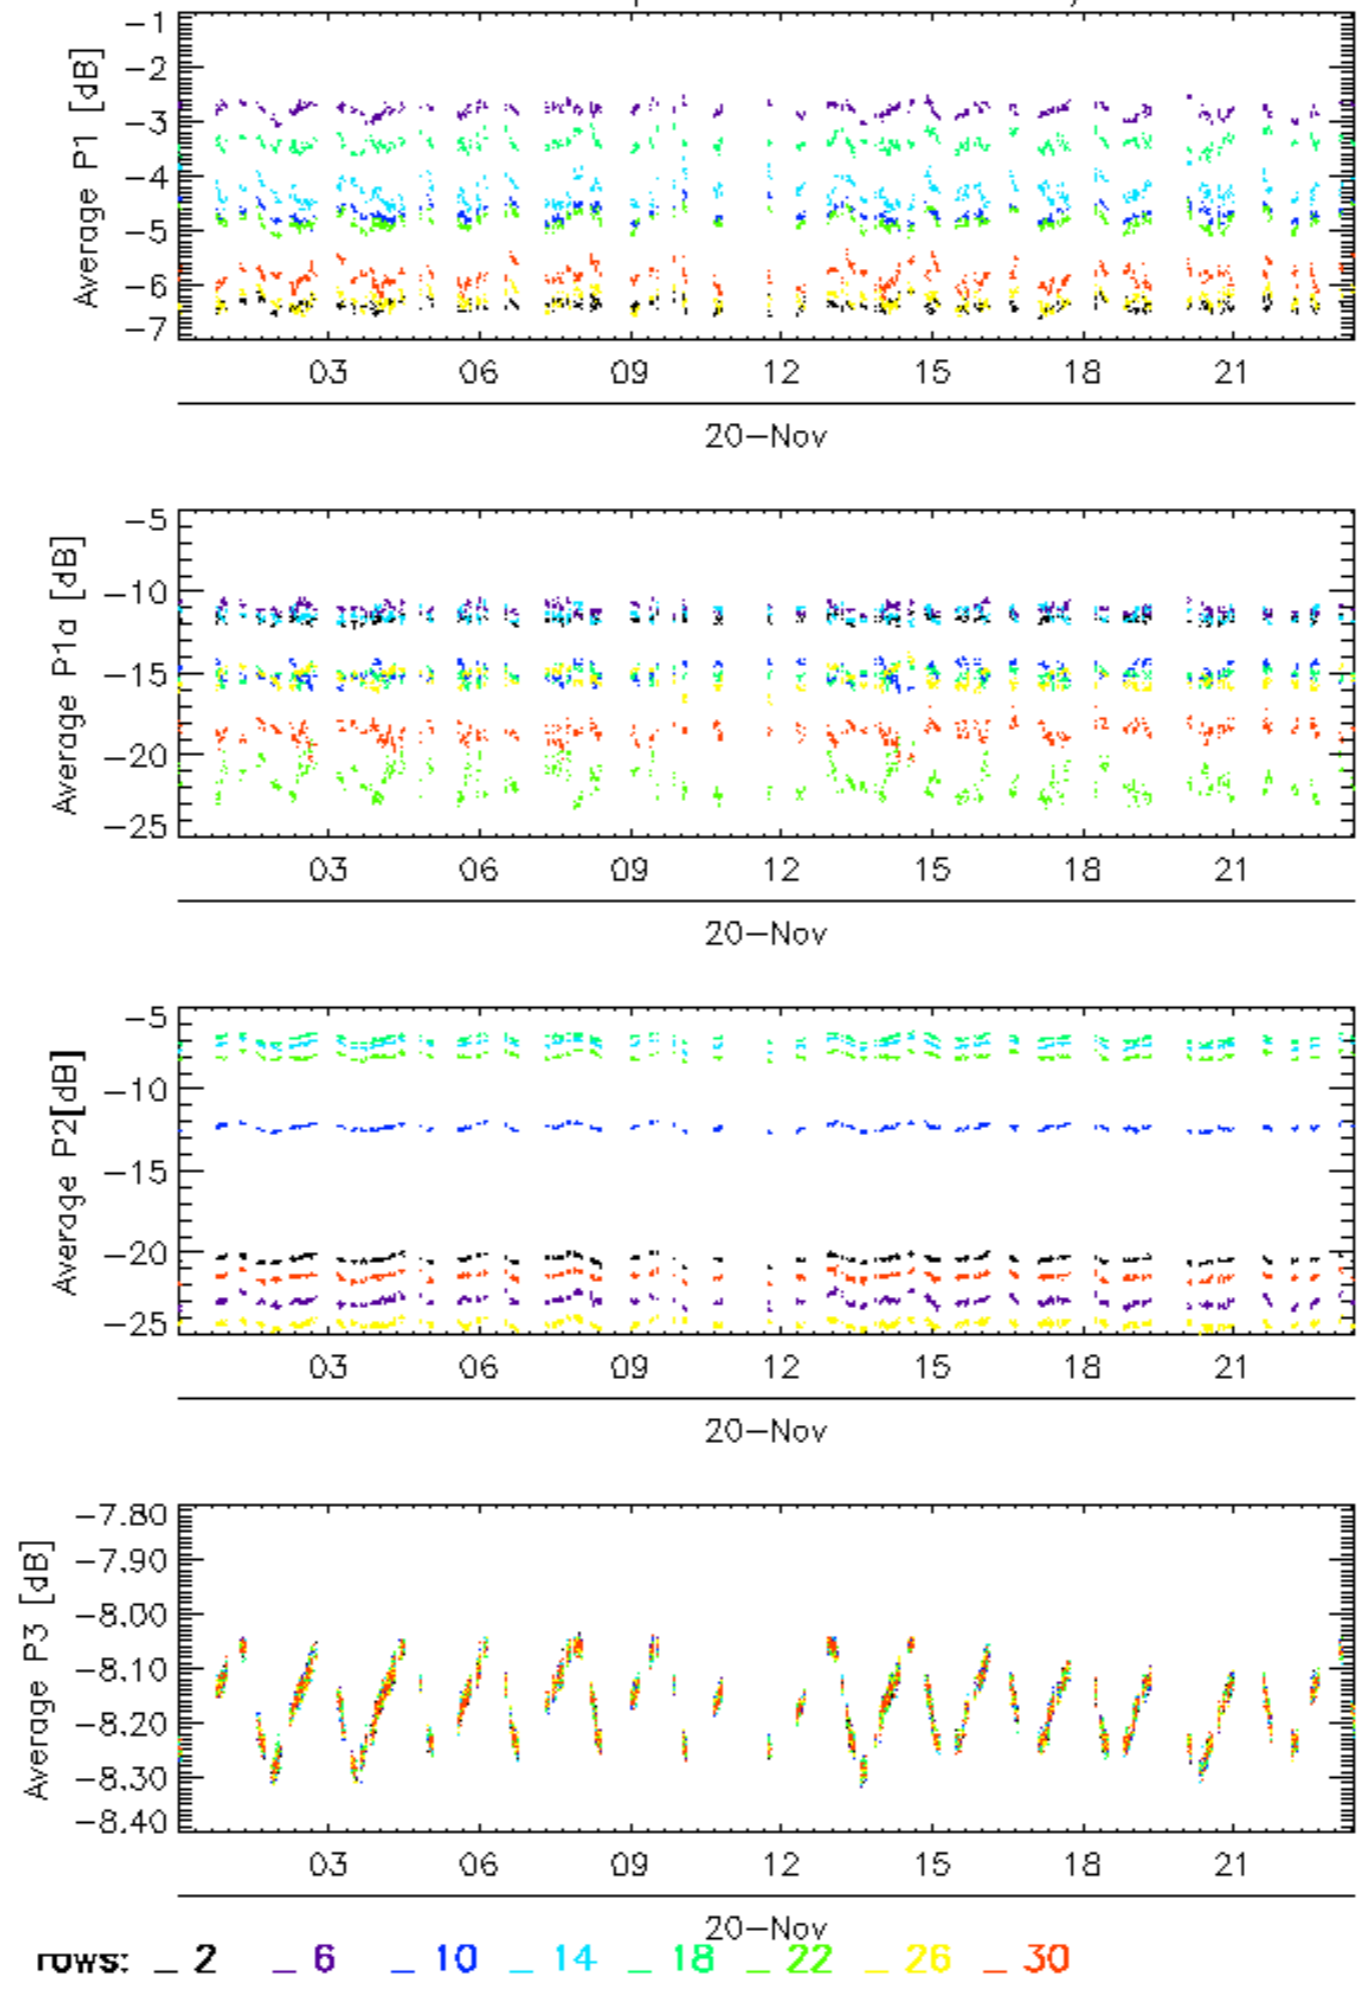 Average P1 [dB]
-1
-2
-3
-4
-5
-6
-7
03 06 09 12 15 18 21
20-Nov
Average P1a [dB]
-5
-10
-15
-20
-25
03 06 09 12 15 18 21
20-Nov
Average P2[dB]
-5
-10
-15
-20
-25
03 06 09 12 15 18 21
20-Nov
Average P3 [dB]
-7.80
-7.90
-8.00
-8.10
-8.20
-8.30
-8.40
03 06 09 12 15 18 21
20-Nov
rows: _ 2 _ 6 _ 10 _ 14 _ 18 _ 22 _ 26 _ 30